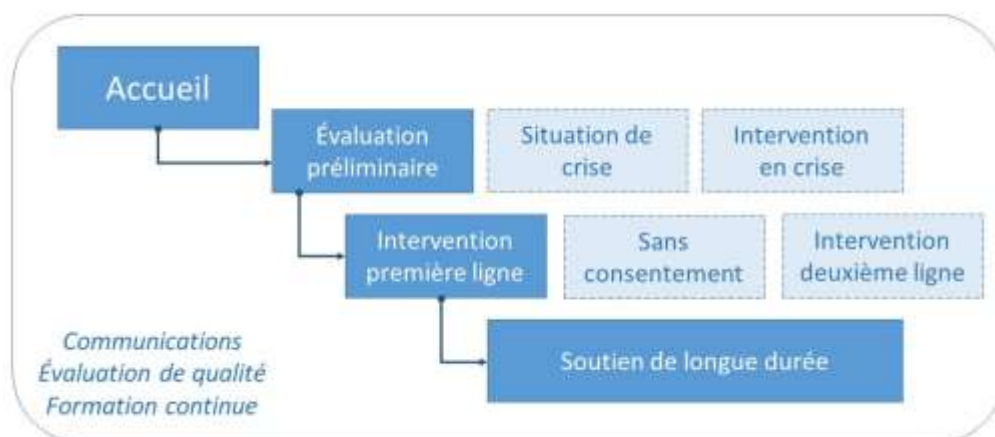 Accueil
Évaluation
préliminaire
Situation de
crise
Intervention
en crise
Intervention
première ligne
Sans
consentement
Intervention
deuxième ligne
Soutien de longue durée
Communications
Évaluation de qualité
Formation continue